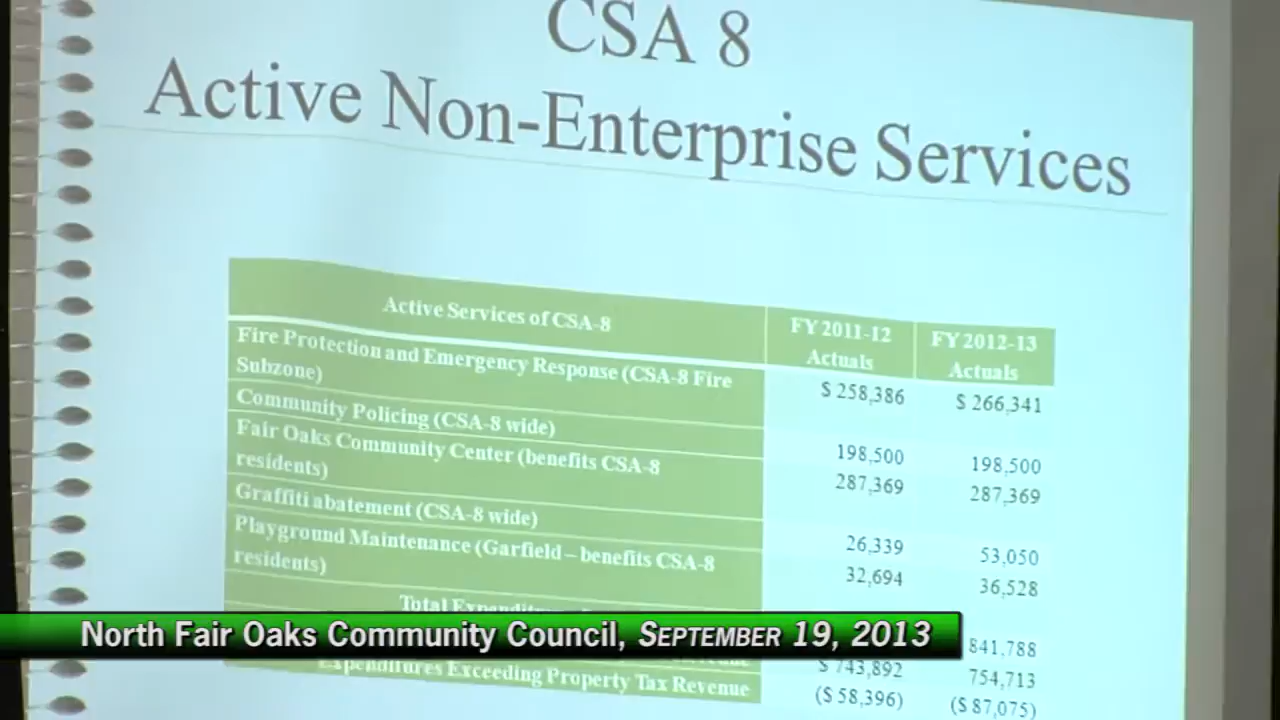 CSA 8
Active Non-Enterprise Services
Active Services of CSA-8 FY 2011-12 Actuals FY 2012-13 Actuals
Fire Protection and Emergency Response (CSA-8 Fire Subzone) $ 258,386 $ 266,341
Community Policing (CSA-8 wide) 198,500 198,500
Fair Oaks Community Center (benefits CSA-8 residents) 287,369 287,369
Graffiti abatement (CSA-8 wide) 26,339 53,050
Playground Maintenance (Garfield – benefits CSA-8 residents) 32,694 36,528
Total 841,788
$ 743,892 754,713
Expenditures Exceeding Property Tax Revenue ($ 58,396) ($ 87,075)
North Fair Oaks Community Council, September 19, 2013